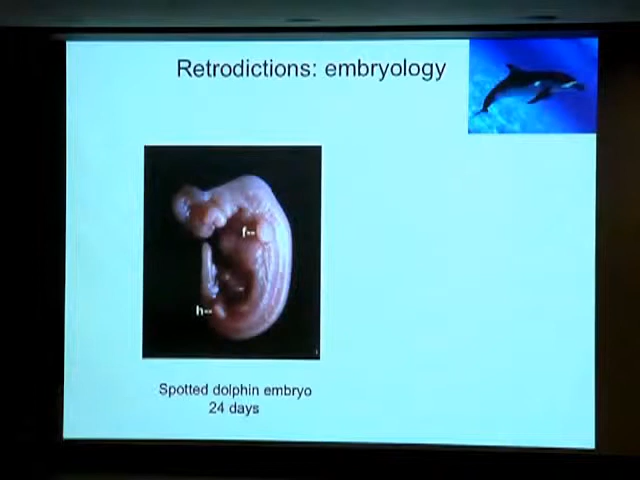 Retrodictions: embryology
f--
h--
Spotted dolphin embryo
24 days